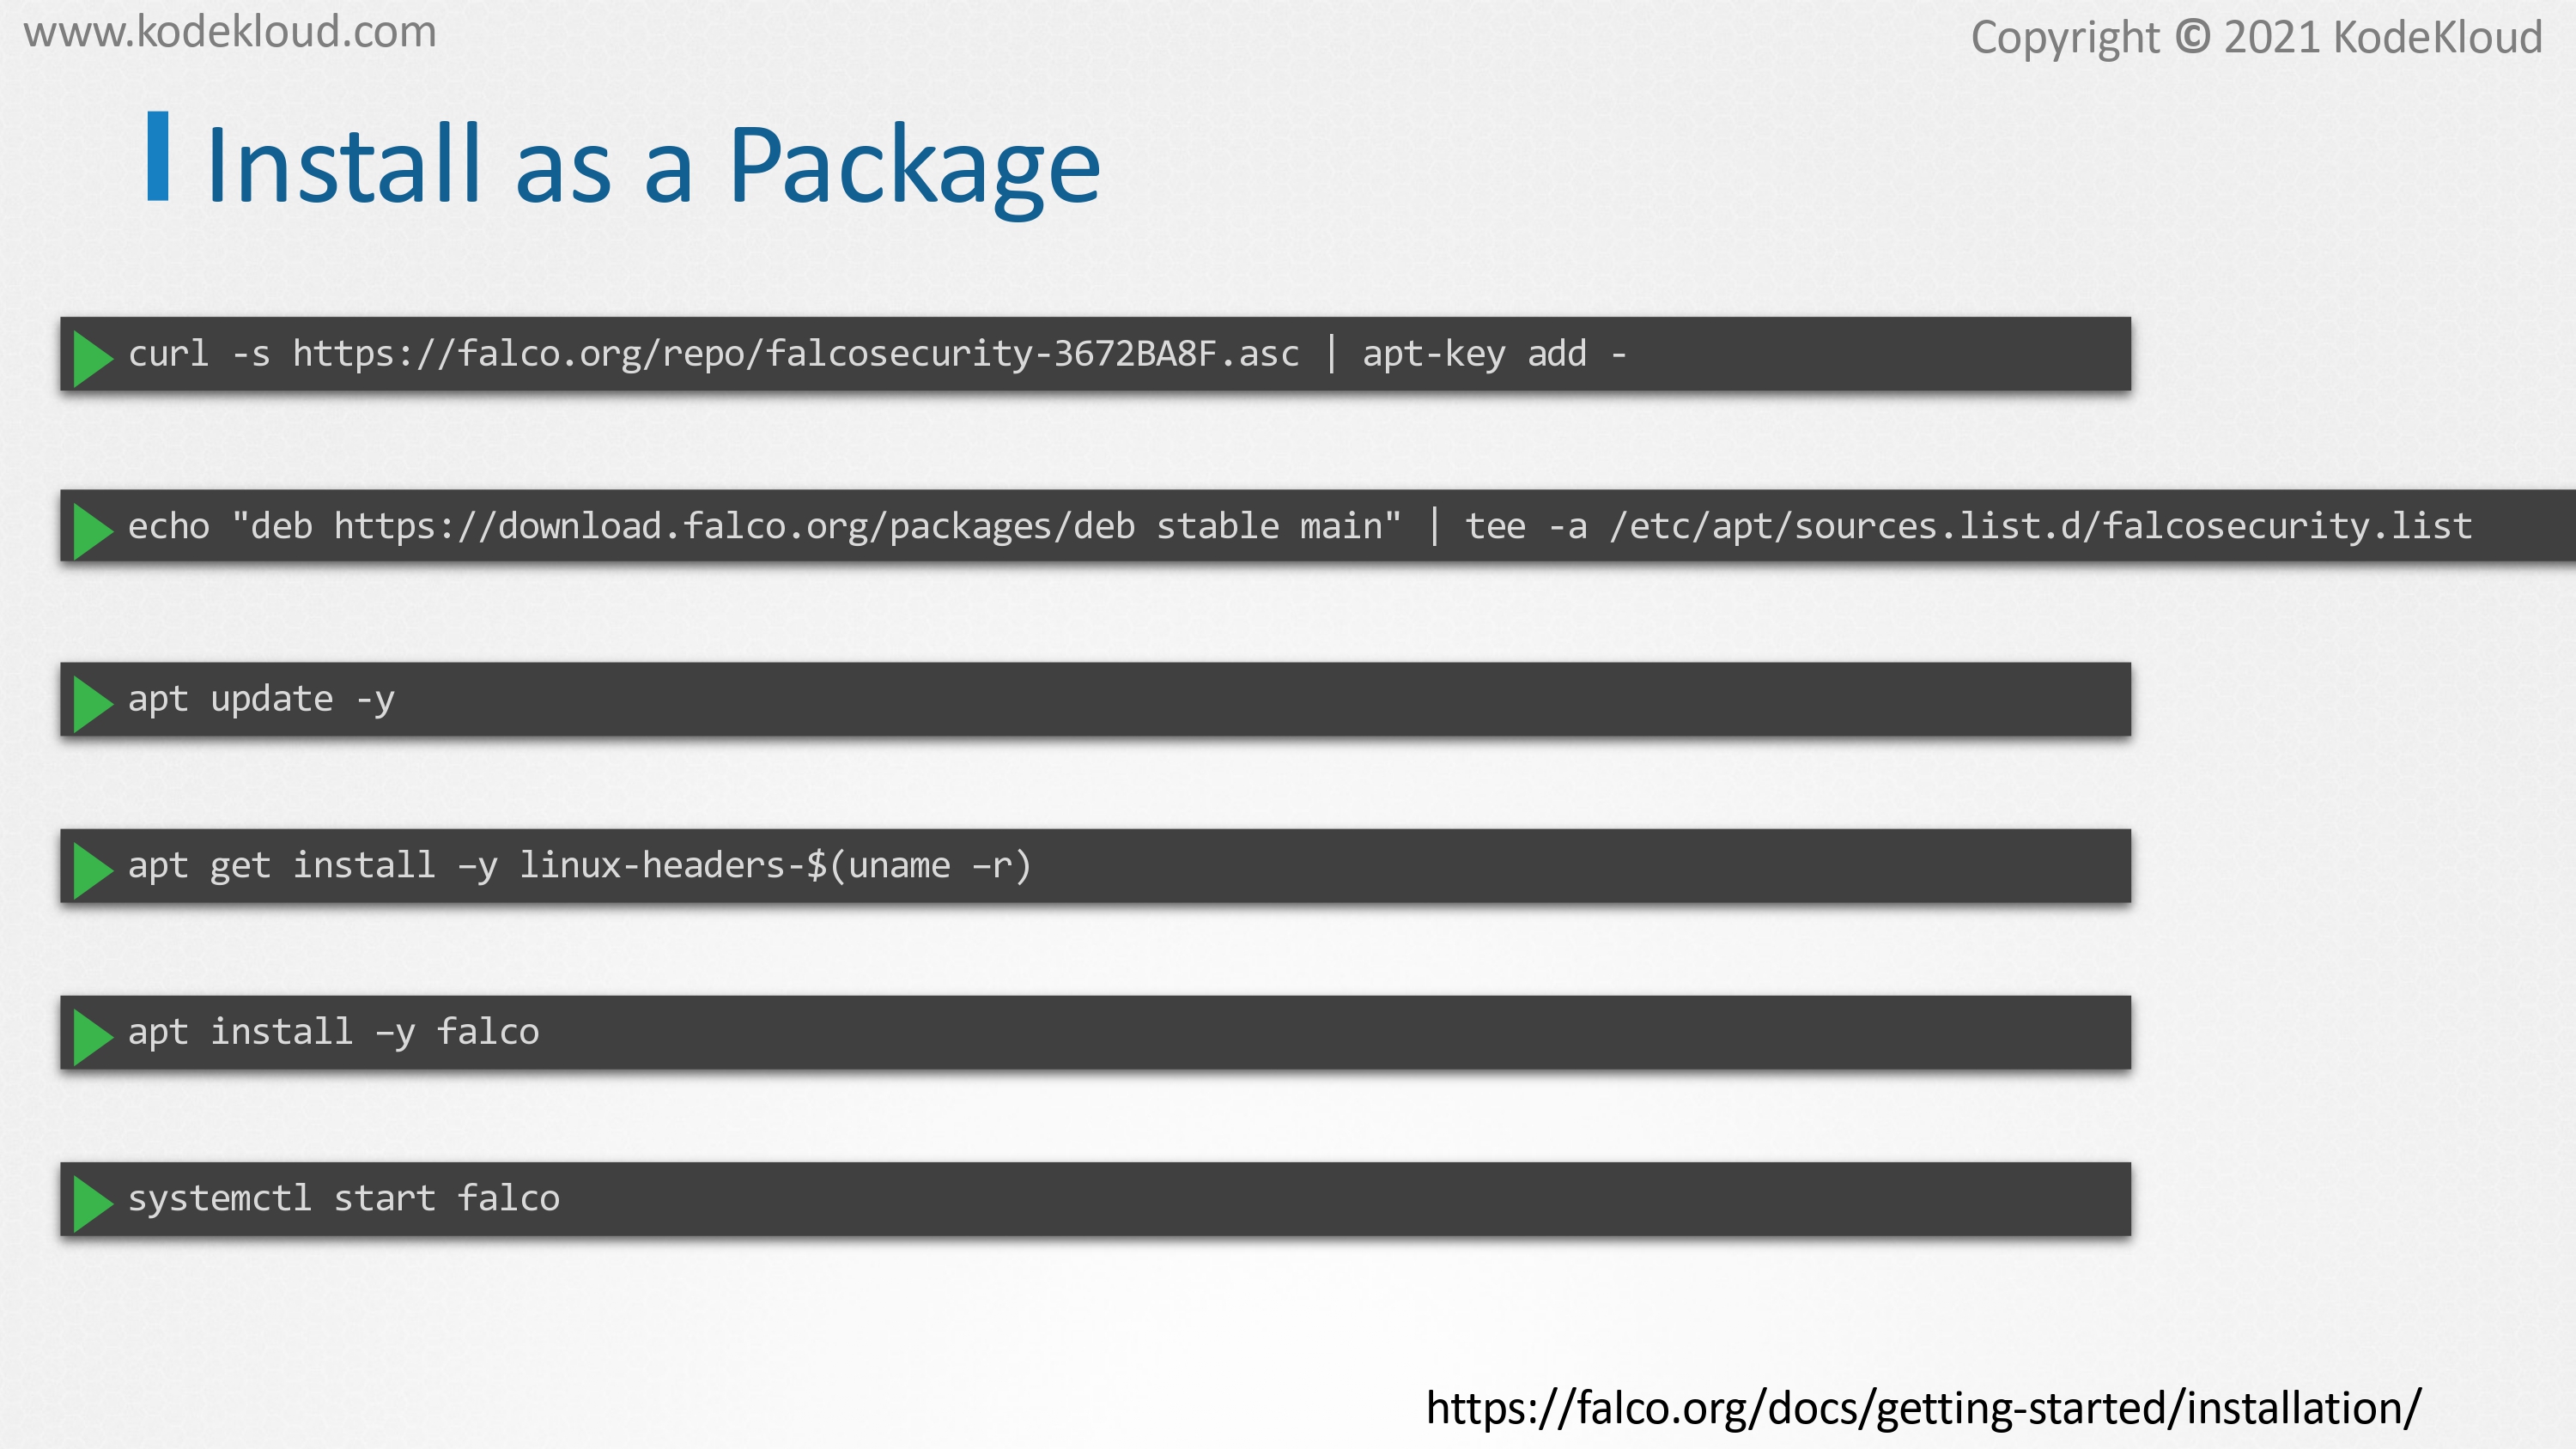 www.kodekloud.com
Copyright © 2021 KodeKloud
Install as a Package
curl -s https://falco.org/repo/falcosecurity-3672BA8F.asc | apt-key add -
echo "deb https://download.falco.org/packages/deb stable main" | tee -a /etc/apt/sources.list.d/falcosecurity.list
apt update -y
apt get install –y linux-headers-$(uname –r)
apt install –y falco
systemctl start falco
https://falco.org/docs/getting-started/installation/